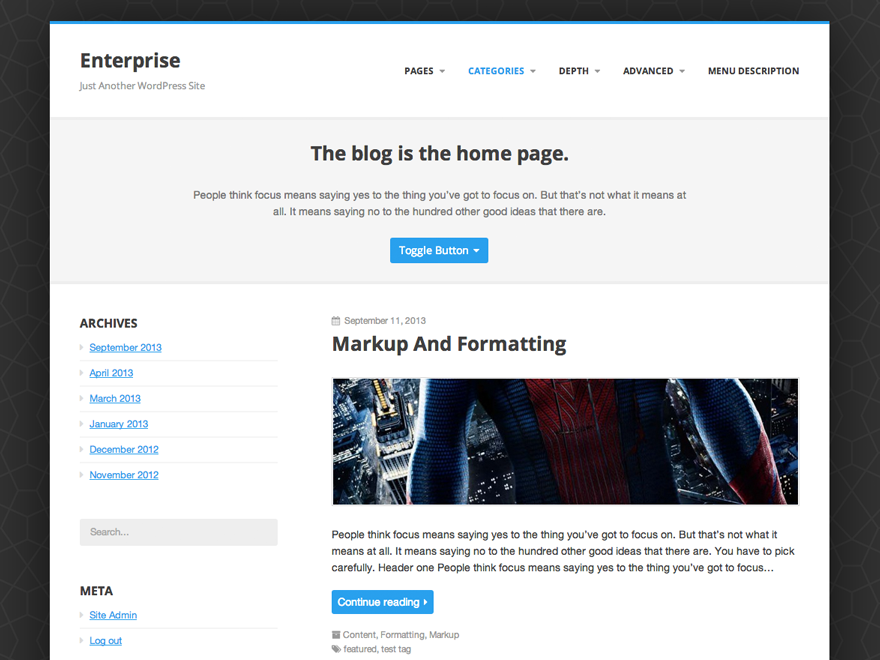 Enterprise
Just Another WordPress Site
PAGES
CATEGORIES
DEPTH
ADVANCED
MENU DESCRIPTION
The blog is the home page.
People think focus means saying yes to the thing you’ve got to focus on. But that’s not what it means at
all. It means saying no to the hundred other good ideas that there are.
Toggle Button
ARCHIVES
September 2013
April 2013
March 2013
January 2013
December 2012
November 2012
Search...
META
Site Admin
Log out
September 11, 2013
Markup And Formatting
People think focus means saying yes to the thing you’ve got to focus on. But that’s not what it
means at all. It means saying no to the hundred other good ideas that there are. You have to pick
carefully. Header one People think focus means saying yes to the thing you’ve got to focus…
Continue reading
Content, Formatting, Markup
featured, test tag